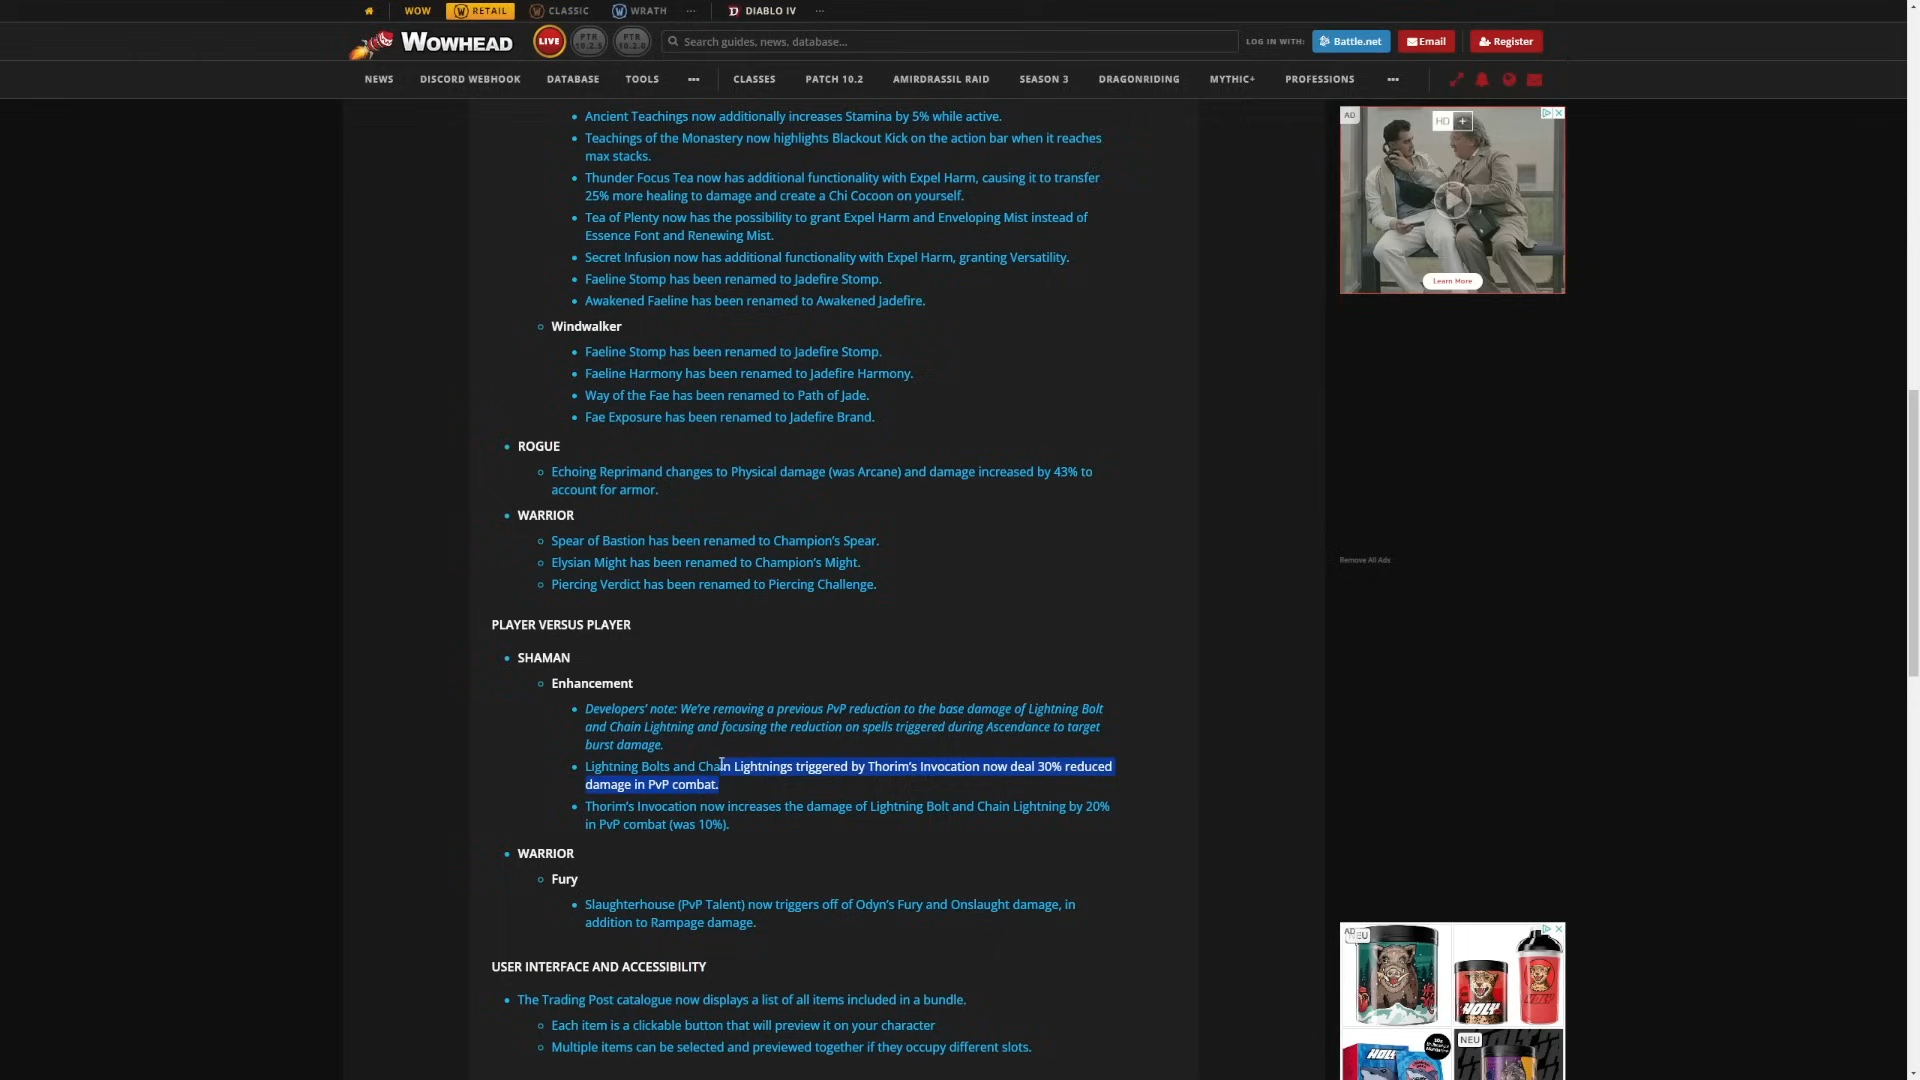 WOW
RETAIL
CLASSIC
WRATH
DIABLO IV
WOWHEAD
LIVE
PTR
10.2.5
PTR
10.2.0
Search guides, news, database...
LOG IN WITH:
Battle.net
Email
Register
NEWS
DISCORD WEBHOOK
DATABASE
TOOLS
CLASSES
PATCH 10.2
AMIRDRASSIL RAID
SEASON 3
DRAGONRIDING
MYTHIC+
PROFESSIONS
Ancient Teachings now additionally increases Stamina by 5% while active.
Teachings of the Monastery now highlights Blackout Kick on the action bar when it reaches
max stacks.
Thunder Focus Tea now has additional functionality with Expel Harm, causing it to transfer
25% more healing to damage and create a Chi Cocoon on yourself.
Tea of Plenty now has the possibility to grant Expel Harm and Enveloping Mist instead of
Essence Font and Renewing Mist.
Secret Infusion now has additional functionality with Expel Harm, granting Versatility.
Faeline Stomp has been renamed to Jadefire Stomp.
Awakened Faeline has been renamed to Awakened Jadefire.
Windwalker
Faeline Stomp has been renamed to Jadefire Stomp.
Faeline Harmony has been renamed to Jadefire Harmony.
Way of the Fae has been renamed to Path of Jade.
Fae Exposure has been renamed to Jadefire Brand.
ROGUE
Echoing Reprimand changes to Physical damage (was Arcane) and damage increased by 43% to
account for armor.
WARRIOR
Spear of Bastion has been renamed to Champion's Spear.
Elysian Might has been renamed to Champion's Might.
Piercing Verdict has been renamed to Piercing Challenge.
PLAYER VERSUS PLAYER
SHAMAN
Enhancement
Developers' note: We're removing a previous PvP reduction to the base damage of Lightning Bolt
and Chain Lightning and focusing the reduction on spells triggered during Ascendance to target
burst damage.
Lightning Bolts and Chain Lightnings triggered by Thorim's Invocation now deal 30% reduced
damage in PvP combat.
Thorim's Invocation now increases the damage of Lightning Bolt and Chain Lightning by 20%
in PvP combat (was 10%).
WARRIOR
Fury
Slaughterhouse (PvP Talent) now triggers off of Odyn's Fury and Onslaught damage, in
addition to Rampage damage.
USER INTERFACE AND ACCESSIBILITY
The Trading Post catalogue now displays a list of all items included in a bundle.
Each item is a clickable button that will preview it on your character
Multiple items can be selected and previewed together if they occupy different slots.
AD
HD +
Learn More
Remove All Ads
AD
NEU
HOLY
NEU
HOLY